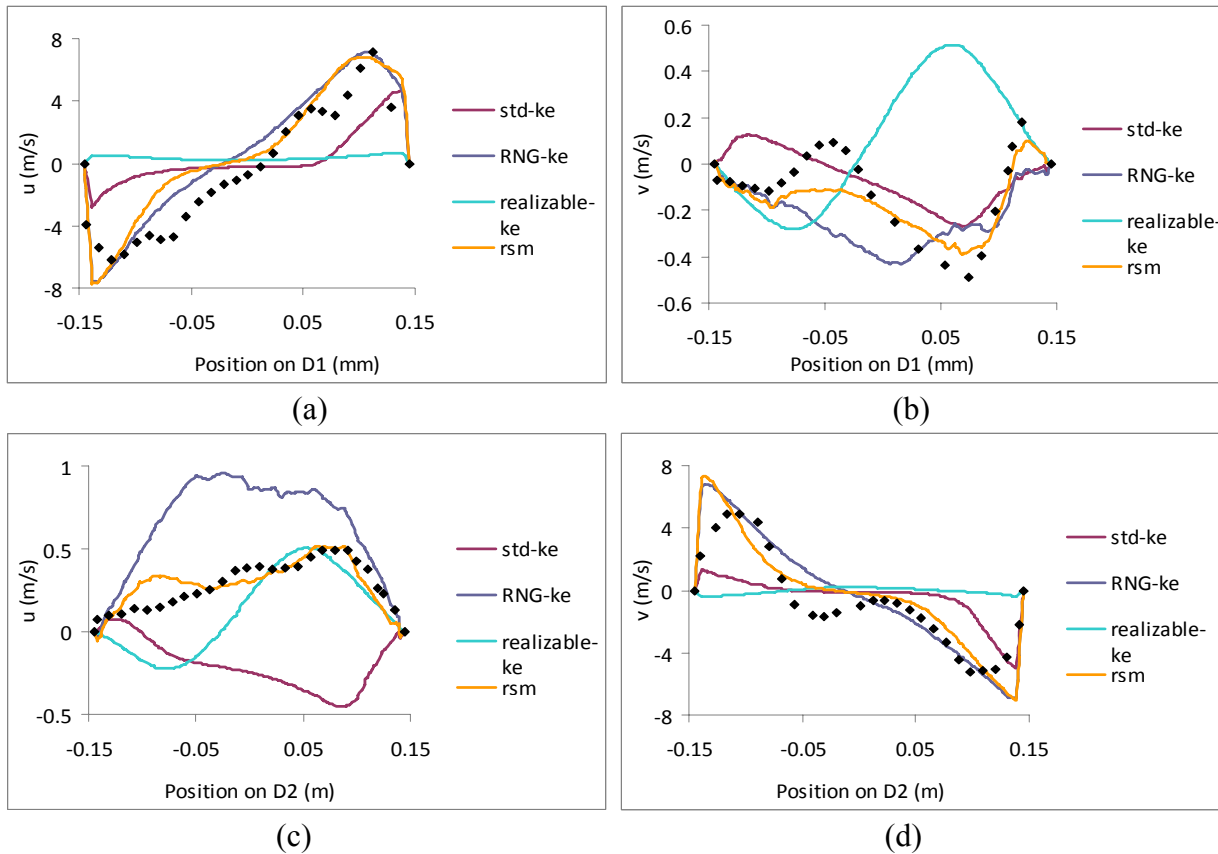 8
4
0
-4
-8
u (m/s)
-0.15
-0.05
0.05
0.15
Position on D1 (mm)
std-ke
RNG-ke
realizable-
ke
rsm
(a)
0.6
0.4
0.2
0
-0.2
-0.4
-0.6
v (m/s)
-0.15
-0.05
0.05
0.15
Position on D1 (mm)
std-ke
RNG-ke
realizable-
ke
rsm
(b)
1
0.5
0
-0.5
u (m/s)
-0.15
-0.05
0.05
0.15
Position on D2 (m)
std-ke
RNG-ke
realizable-
ke
rsm
(c)
8
4
0
-4
-8
v (m/s)
-0.15
-0.05
0.05
0.15
Position on D2 (m)
std-ke
RNG-ke
realizable-
ke
rsm
(d)